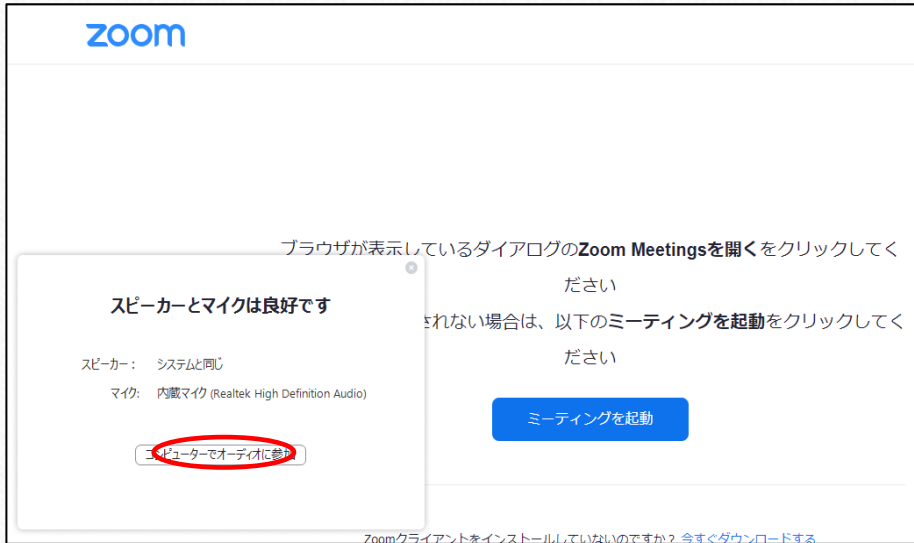 zoom
ブラウザが表示しているダイアログのZoom Meetingsを開くをクリックしてく
ださい
されない場合は、以下のミーティングを起動をクリックしてく
ださい
ミーティングを起動
スピーカーとマイクは良好です
スピーカー： システムと同じ
マイク: 内蔵マイク (Realtek High Definition Audio)
コンピューターでオーディオに参加
Zoomクライアントをインストールしていないのですか？ 今すぐダウンロードする